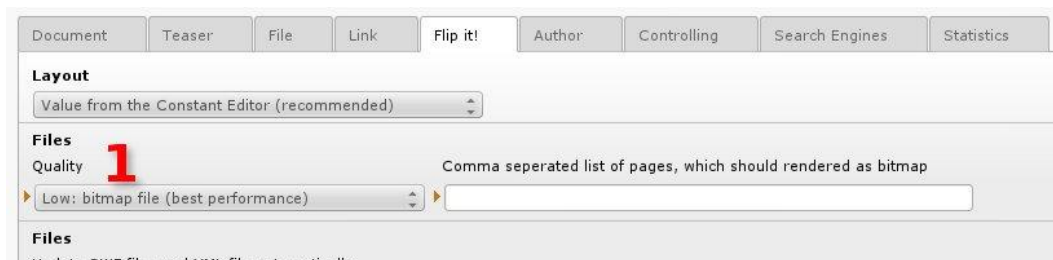 Document Teaser File Link Flip it! Author Controlling Search Engines Statistics
Layout
Value from the Constant Editor (recommended)
Files
Quality 1 Comma seperated list of pages, which should rendered as bitmap
Low: bitmap file (best performance)
Files